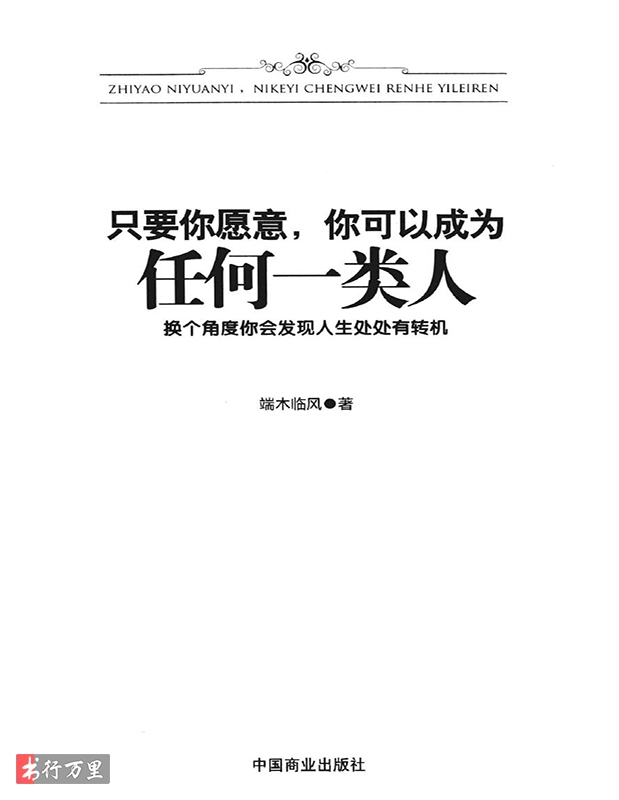 ZHIYAO NIYUANYI，NIKEYI CHENGWEI RENHE YILEIREN
只要你愿意，你可以成为
任何一类人
换个角度你会发现人生处处有转机
端木临风●著
书行万里
中国商业出版社